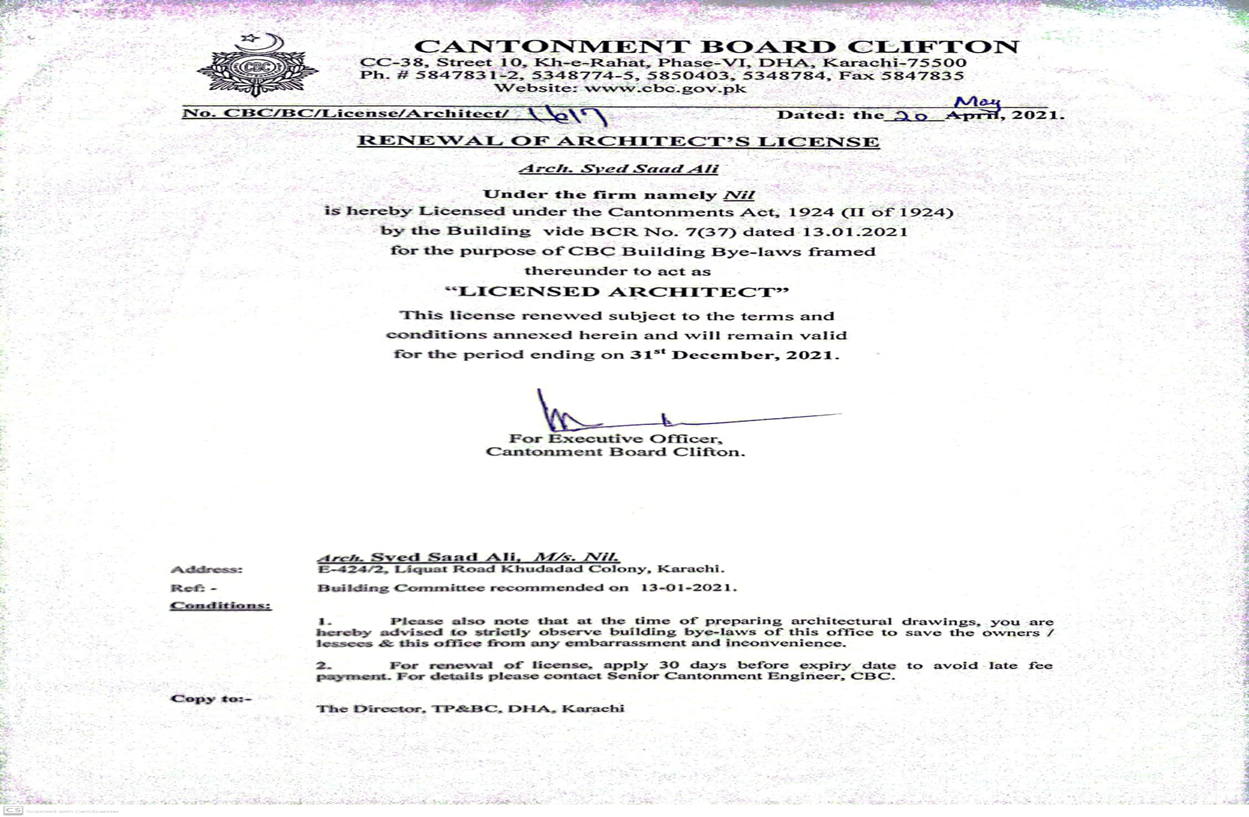 CANTONMENT BOARD CLIFTON
CBC
CC-38, Street 10, Kh-e-Rahat, Phase-VI, DHA, Karachi-75500
Ph. # 5847831-2, 5348774-5, 5850403, 5348784, Fax 5847835
Website: www.cbc.gov.pk
No. CBC/BC/License/Architect/ 1617
Dated: the 20 April, 2021.
May
RENEWAL OF ARCHITECT'S LICENSE
Arch. Syed Saad Ali
Under the firm namely Nil
is hereby Licensed under the Cantonments Act, 1924 (II of 1924)
by the Building vide BCR No. 7(37) dated 13.01.2021
for the purpose of CBC Building Bye-laws framed
thereunder to act as
“LICENSED ARCHITECT”
This license renewed subject to the terms and
conditions annexed herein and will remain valid
for the period ending on 31st December, 2021.
For Executive Officer,
Cantonment Board Clifton.
Arch. Syed Saad Ali, M/s. Nil.
Address: E-424/2, Liquat Road Khudadad Colony, Karachi.
Ref: - Building Committee recommended on 13-01-2021.
Conditions:
1. Please also note that at the time of preparing architectural drawings, you are
hereby advised to strictly observe building bye-laws of this office to save the owners /
lessees & this office from any embarrassment and inconvenience.
2. For renewal of license, apply 30 days before expiry date to avoid late fee
payment. For details please contact Senior Cantonment Engineer, CBC.
Copy to:-
The Director, TP&BC, DHA, Karachi
CS Scanned with CamScanner